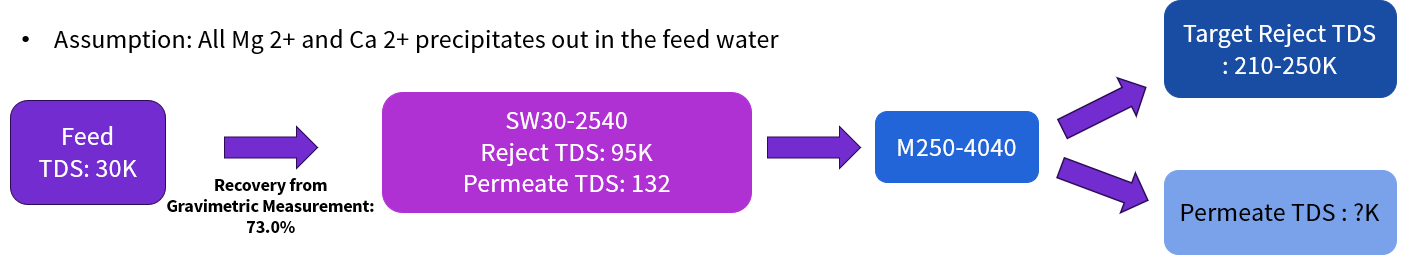 • Assumption: All Mg 2+ and Ca 2+ precipitates out in the feed water
Feed
TDS: 30K
Recovery from
Gravimetric Measurement:
73.0%
SW30-2540
Reject TDS: 95K
Permeate TDS: 132
M250-4040
Target Reject TDS
: 210-250K
Permeate TDS : ?K